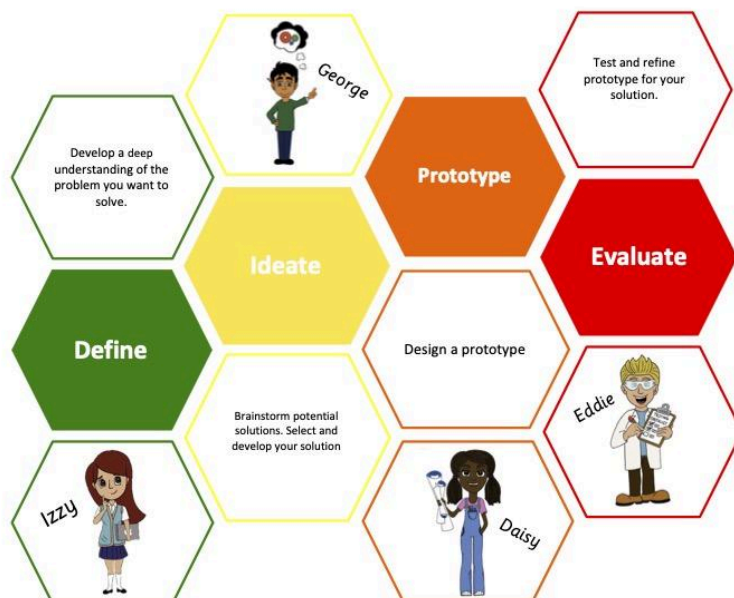 Develop a deep
understanding of the
problem you want to
solve.
Define
Izzy
George
Ideate
Brainstorm potential
solutions. Select and
develop your solution
Prototype
Design a prototype
Daisy
Test and refine
prototype for your
solution.
Evaluate
Eddie